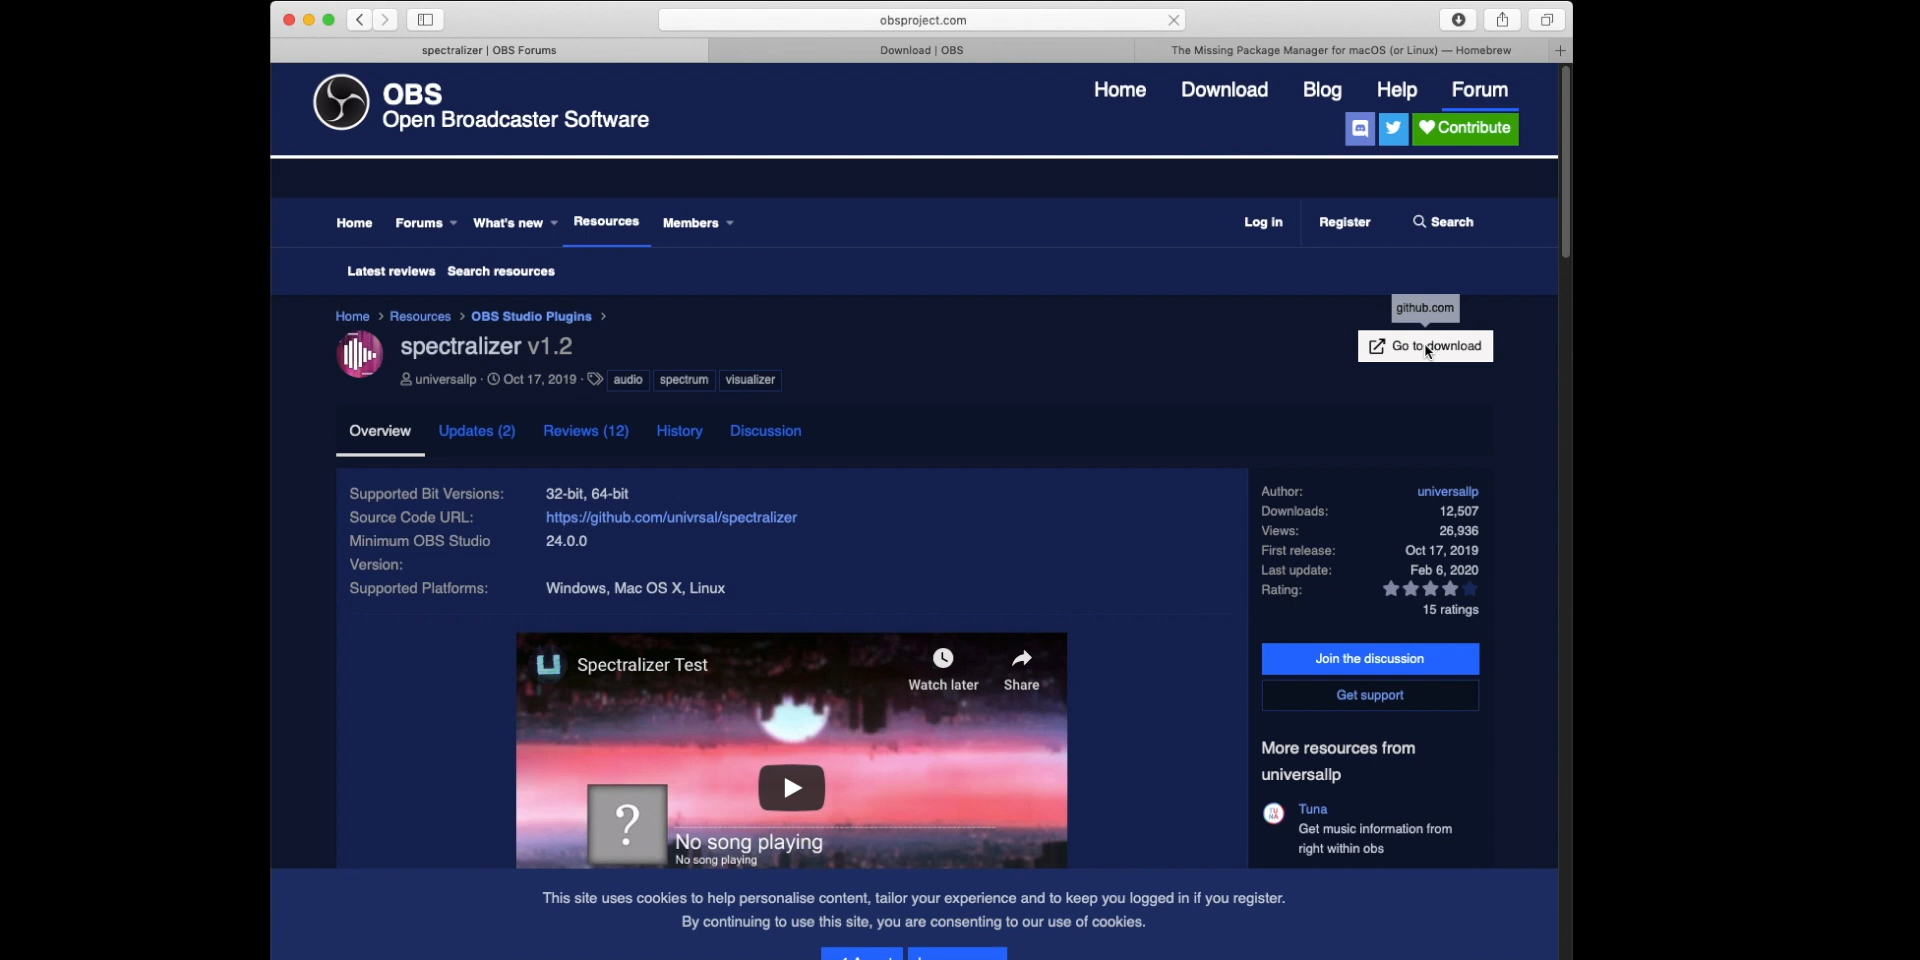 obsproject.com
spectralizer | OBS Forums
Download | OBS
The Missing Package Manager for macOS (or Linux) — Homebrew
OBS
Open Broadcaster Software
Home
Download
Blog
Help
Forum
Contribute
Home
Forums
What's new
Resources
Members
Log in
Register
Search
Latest reviews
Search resources
Home > Resources > OBS Studio Plugins >
github.com
spectralizer v1.2
Go to download
universallp · Oct 17, 2019 ·
audio
spectrum
visualizer
Overview
Updates (2)
Reviews (12)
History
Discussion
Supported Bit Versions: 32-bit, 64-bit
Source Code URL: https://github.com/univrsal/spectralizer
Minimum OBS Studio 24.0.0
Version:
Supported Platforms: Windows, Mac OS X, Linux
Author: universallp
Downloads: 12,507
Views: 26,936
First release: Oct 17, 2019
Last update: Feb 6, 2020
Rating:
15 ratings
Join the discussion
Get support
Spectralizer Test
Watch later
Share
?
No song playing
No song playing
More resources from
universallp
TU
NA
Tuna
Get music information from
right within obs
This site uses cookies to help personalise content, tailor your experience and to keep you logged in if you register.
By continuing to use this site, you are consenting to our use of cookies.